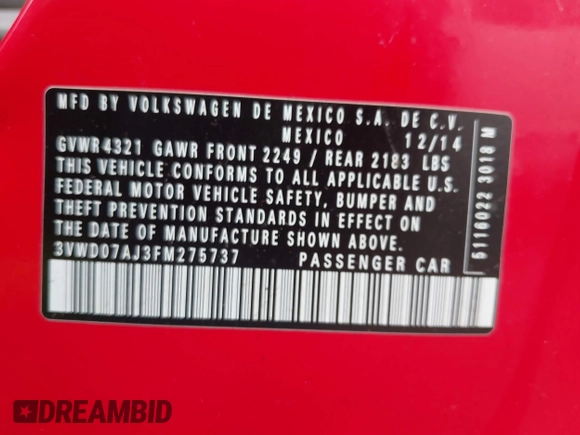 MFD BY VOLKSWAGEN DE MEXICO S.A. DE C.V.
MEXICO 12/14
GVWR4321 GAWR FRONT 2249 / REAR 2183 LBS
THIS VEHICLE CONFORMS TO ALL APPLICABLE U.S.
FEDERAL MOTOR VEHICLE SAFETY, BUMPER AND
THEFT PREVENTION STANDARDS IN EFFECT ON
THE DATE OF MANUFACTURE SHOWN ABOVE.
3VWD07AJ3FM275737 PASSENGER CAR
5116022 3018 M
DREAMBID